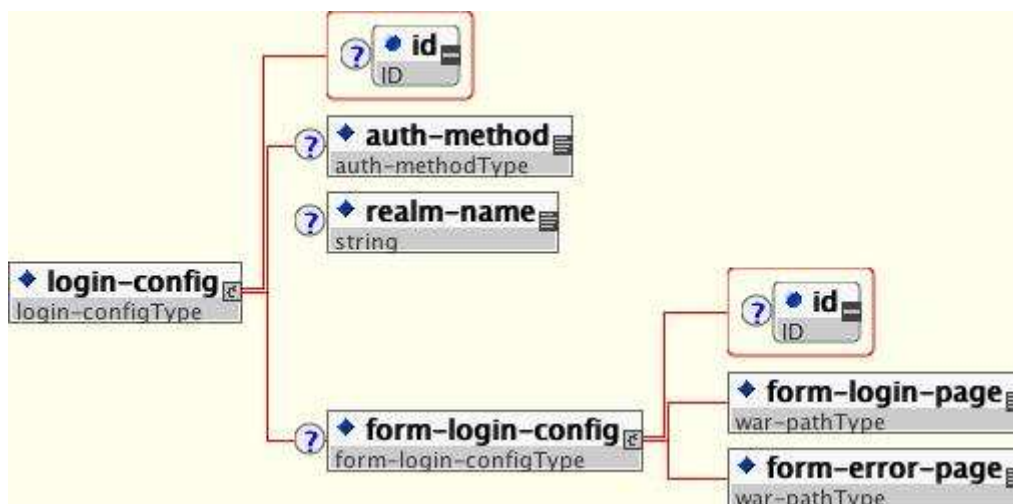 ? id
ID
? auth-method
auth-methodType
? realm-name
string
login-config
login-configType
? id
ID
? form-login-config
form-login-configType
form-login-page
war-pathType
form-error-page
war-pathType